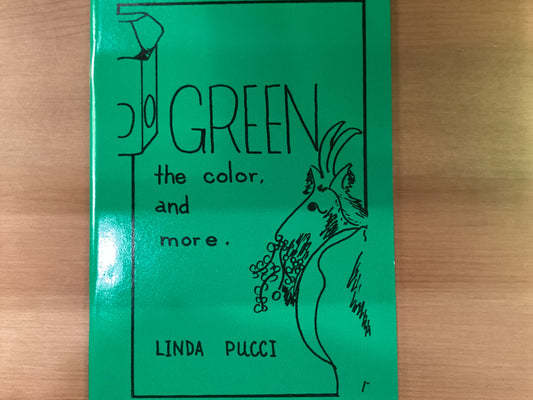 GREEN
the color,
and
more.
LINDA PUCCI